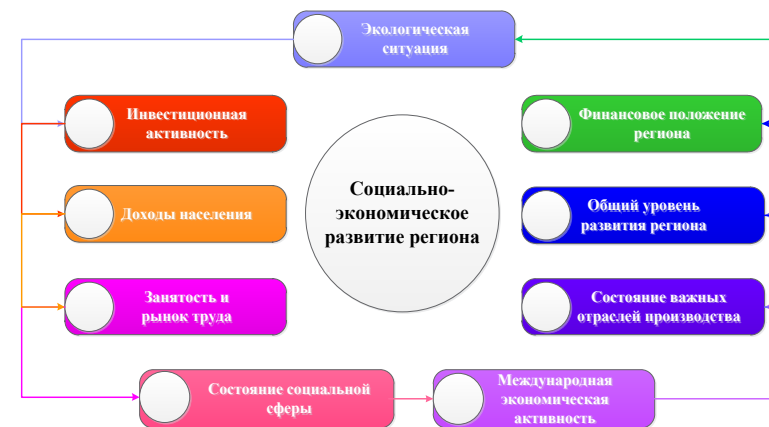 Экологическая
ситуация
Инвестиционная
активность
Финансовое положение
региона
Социально-
экономическое
развитие региона
Доходы населения
Общий уровень
развития региона
Занятость и
рынок труда
Состояние важных
отраслей производства
Состояние социальной
сферы
Международная
экономическая
активность